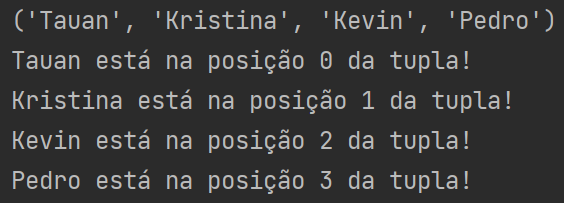 ('Tauan', 'Kristina', 'Kevin', 'Pedro')
Tauan está na posição 0 da tupla!
Kristina está na posição 1 da tupla!
Kevin está na posição 2 da tupla!
Pedro está na posição 3 da tupla!